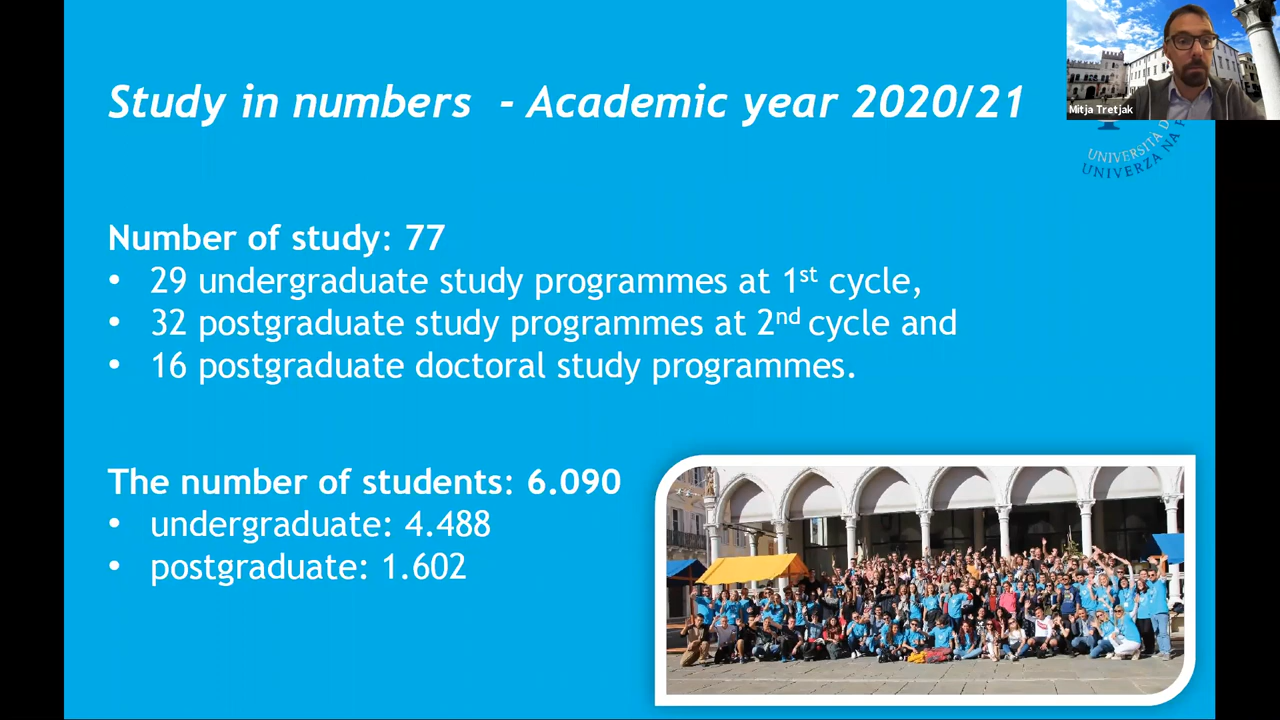 Study in numbers - Academic year 2020/21
Mitja Tretjak
UNIVERSITÀ D
UNIVERZA NA
Number of study: 77
• 29 undergraduate study programmes at 1st cycle,
• 32 postgraduate study programmes at 2nd cycle and
• 16 postgraduate doctoral study programmes.
The number of students: 6.090
• undergraduate: 4.488
• postgraduate: 1.602